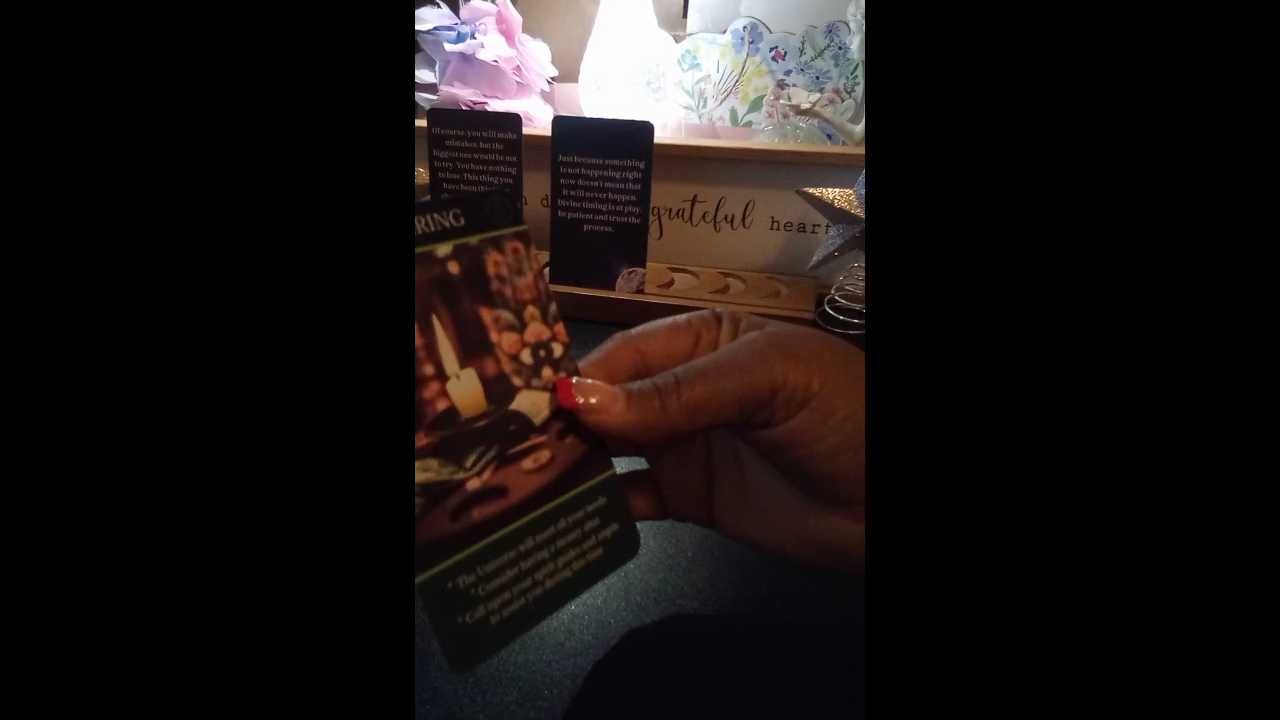 Of course, you will make
mistakes, but the
biggest one would be not
to try. You have nothing
to lose. This thing you
have been
Just because something
is not happening right
now doesn't mean that
it will never happen.
Divine timing is at play;
be patient and trust the
process.
grateful heart
RING
* The Universe will meet all your needs
* Consider having a money altar
* Call upon your spirit guides and angels
to assist you during this time